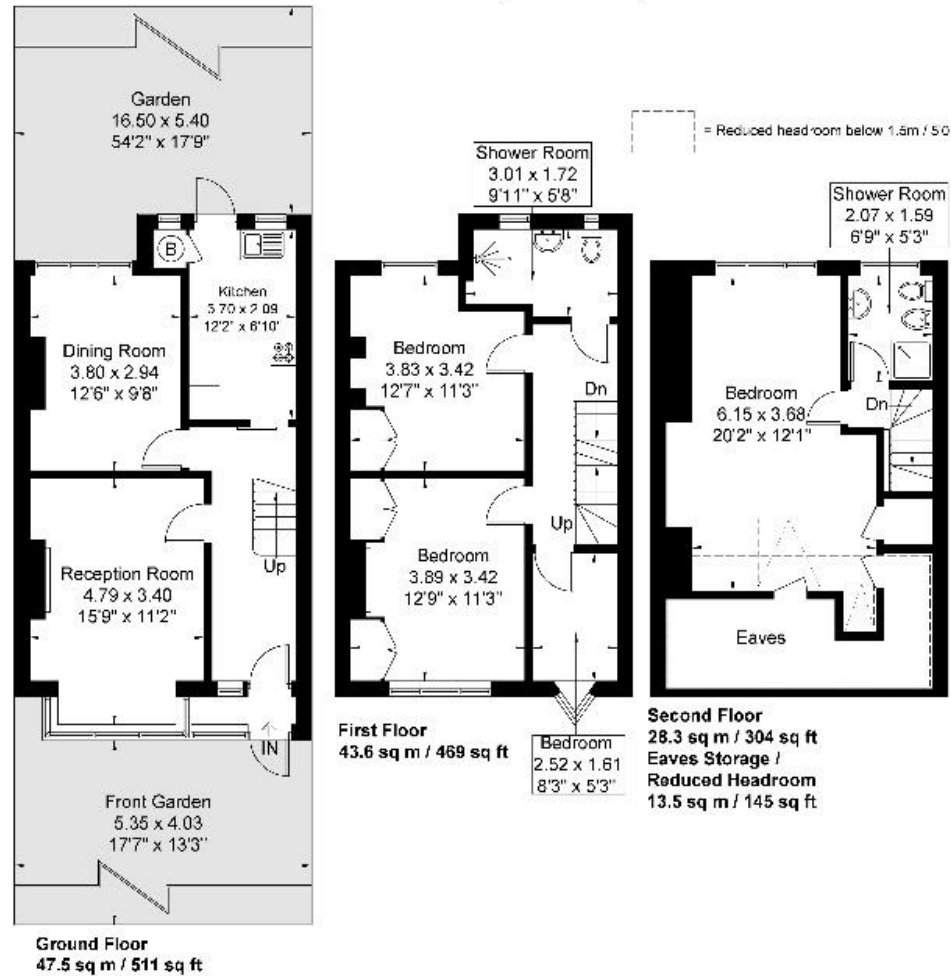 Garden
16.50 x 5.40
54'2" x 17'9"
= Reduced headroom below 1.5m / 5'0
Shower Room
3.01 x 1.72
9'11" x 5'8"
Shower Room
2.07 x 1.59
6'9" x 5'3"
B
Kitchen
3.70 x 2.09
12'2" x 6'10'
Dining Room
3.80 x 2.94
12'6" x 9'8"
Bedroom
3.83 x 3.42
12'7" x 11'3"
Dn
Bedroom
6.15 x 3.68
20'2" x 12'1"
Dn
Up
Reception Room
4.79 x 3.40
15'9" x 11'2"
Up
Bedroom
3.89 x 3.42
12'9" x 11'3"
Eaves
IN
First Floor
43.6 sq m / 469 sq ft
Bedroom
2.52 x 1.61
8'3" x 5'3"
Second Floor
28.3 sq m / 304 sq ft
Eaves Storage /
Reduced Headroom
13.5 sq m / 145 sq ft
Front Garden
5.35 x 4.03
17'7" x 13'3"
Ground Floor
47.5 sq m / 511 sq ft